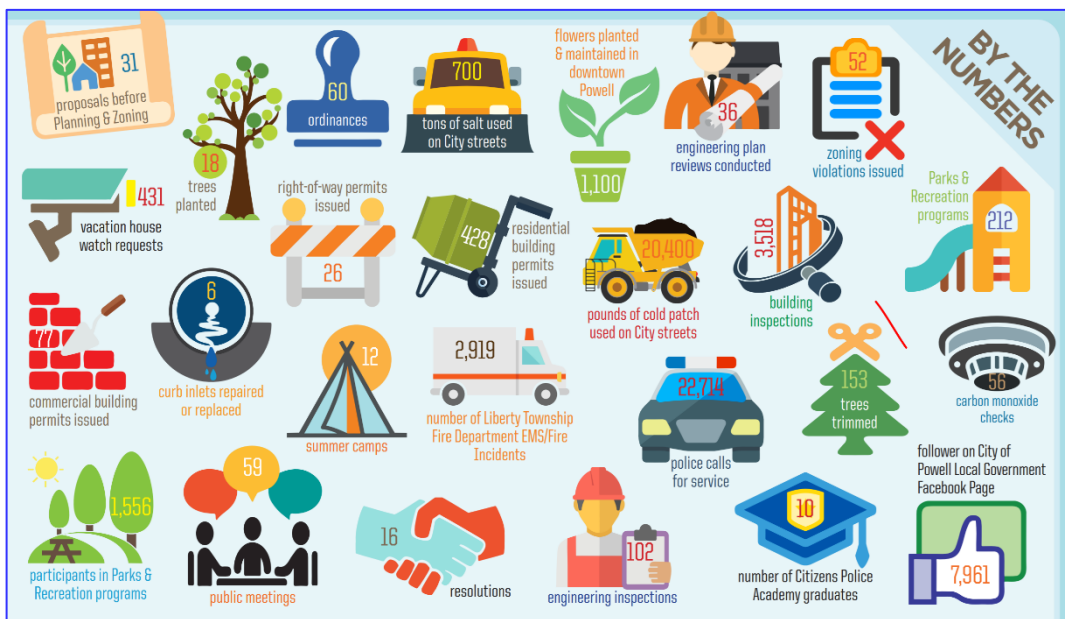 BY THE
NUMBERS
31
proposals before
Planning & Zoning
18
trees
planted
60
ordinances
700
tons of salt used
on City streets
flowers planted
& maintained in
downtown
Powell
1,100
36
engineering plan
reviews conducted
52
zoning
violations issued
431
vacation house
watch requests
right-of-way permits
issued
26
428
residential
building
permits
issued
20,400
pounds of cold patch
used on City streets
3,518
building
inspections
Parks &
Recreation
programs
212
77
commercial building
permits issued
6
curb inlets repaired
or replaced
12
summer camps
2,919
number of Liberty Township
Fire Department EMS/Fire
Incidents
22,714
police calls
for service
153
trees
trimmed
56
carbon monoxide
checks
1,556
participants in Parks &
Recreation programs
59
public meetings
16
resolutions
102
engineering inspections
10
number of Citizens Police
Academy graduates
follower on City of
Powell Local Government
Facebook Page
7,961